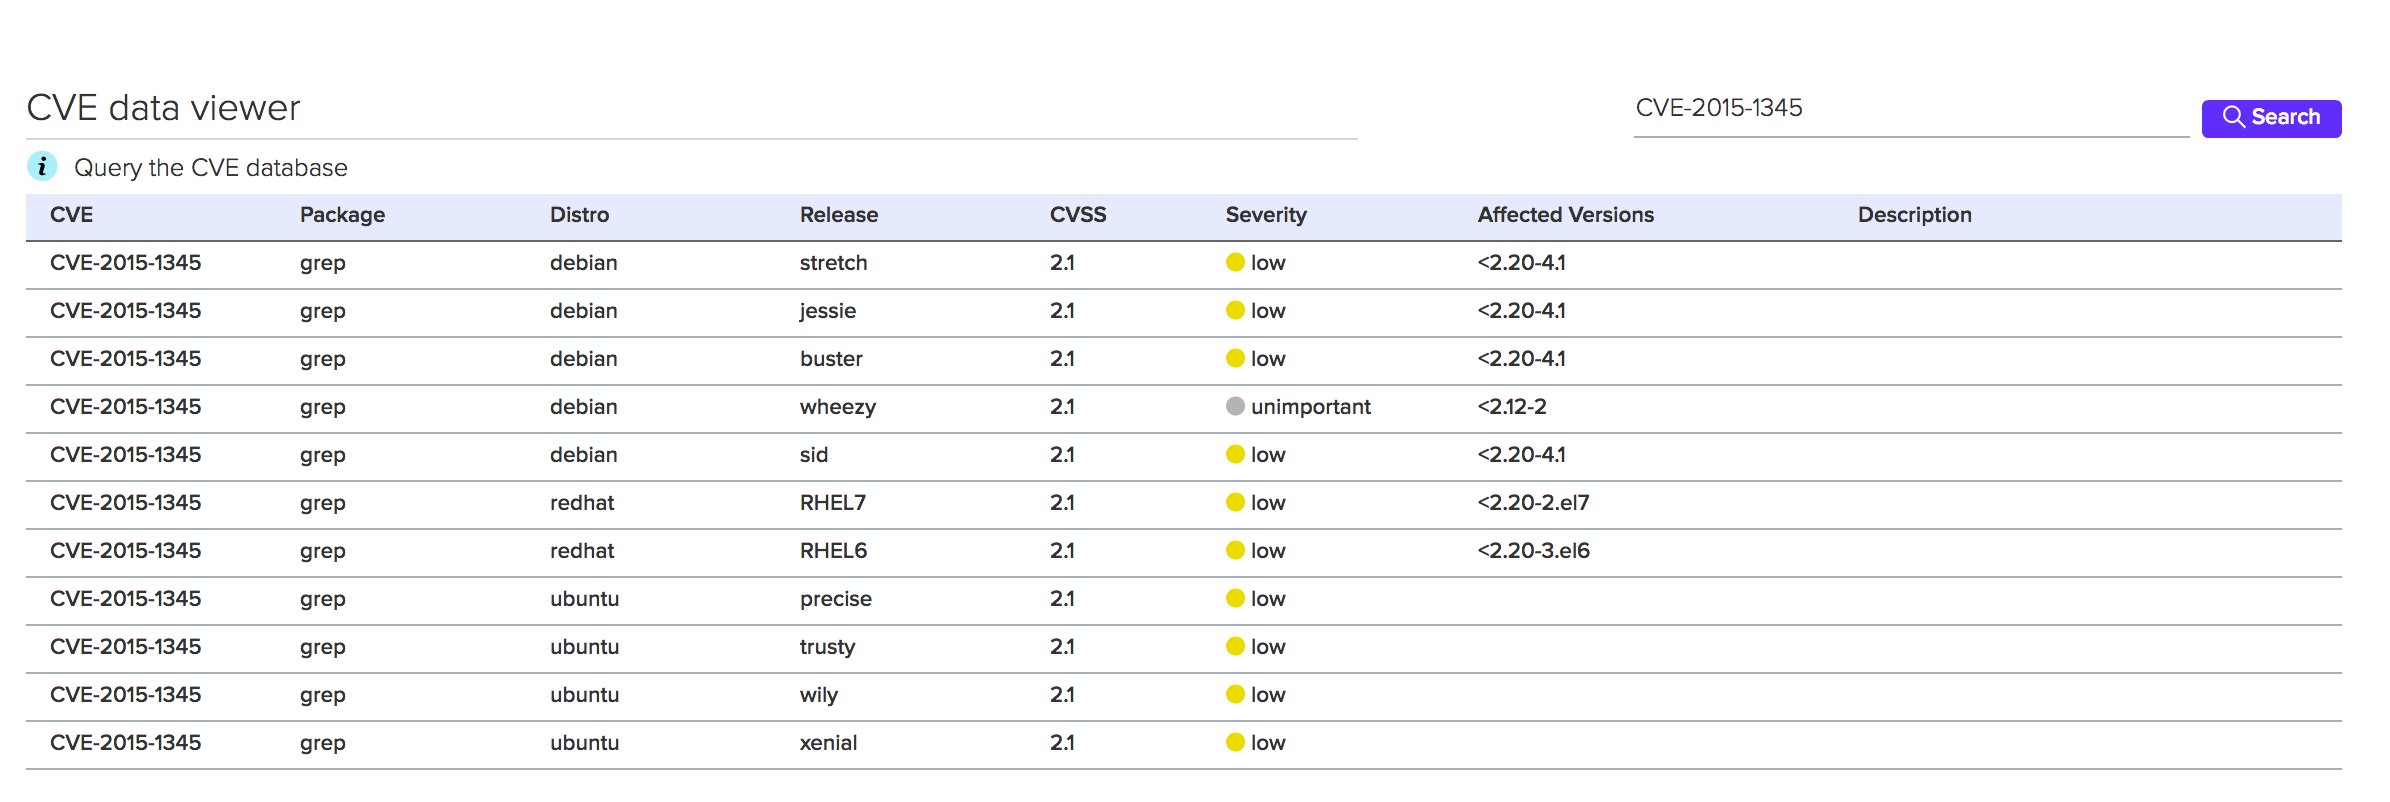 CVE data viewer
CVE-2015-1345
Search
i Query the CVE database
CVE Package Distro Release CVSS Severity Affected Versions Description
CVE-2015-1345 grep debian stretch 2.1 low <2.20-4.1
CVE-2015-1345 grep debian jessie 2.1 low <2.20-4.1
CVE-2015-1345 grep debian buster 2.1 low <2.20-4.1
CVE-2015-1345 grep debian wheezy 2.1 unimportant <2.12-2
CVE-2015-1345 grep debian sid 2.1 low <2.20-4.1
CVE-2015-1345 grep redhat RHEL7 2.1 low <2.20-2.el7
CVE-2015-1345 grep redhat RHEL6 2.1 low <2.20-3.el6
CVE-2015-1345 grep ubuntu precise 2.1 low
CVE-2015-1345 grep ubuntu trusty 2.1 low
CVE-2015-1345 grep ubuntu wily 2.1 low
CVE-2015-1345 grep ubuntu xenial 2.1 low